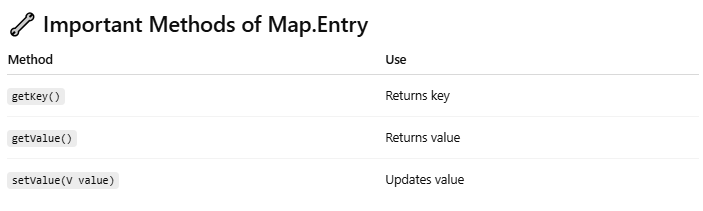 Important Methods of Map.Entry
Method Use
getKey() Returns key
getValue() Returns value
setValue(V value) Updates value